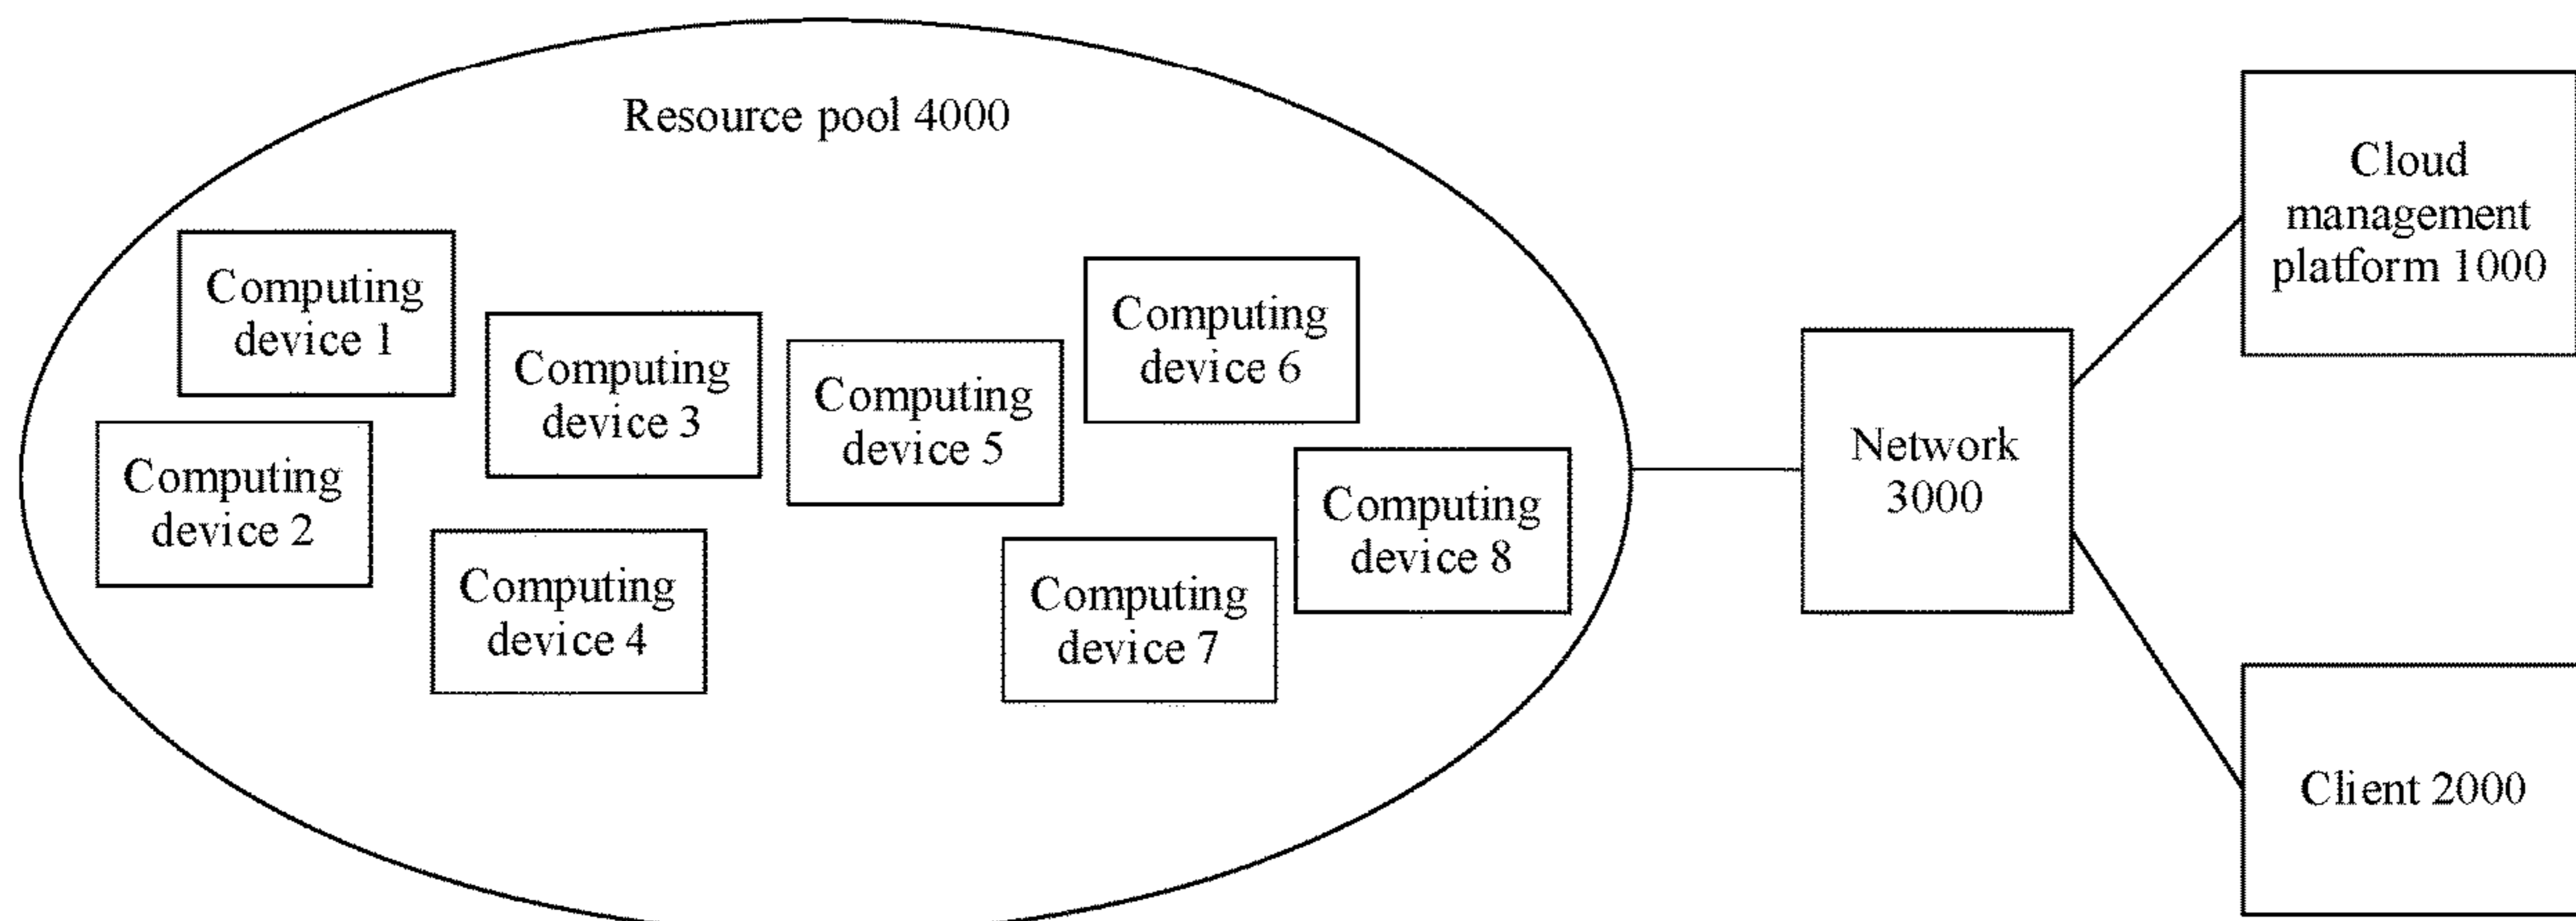 Resource pool 4000
Computing
device 1
Computing
device 2
Computing
device 3
Computing
device 4
Computing
device 5
Computing
device 6
Computing
device 7
Computing
device 8
Network
3000
Cloud
management
platform 1000
Client 2000